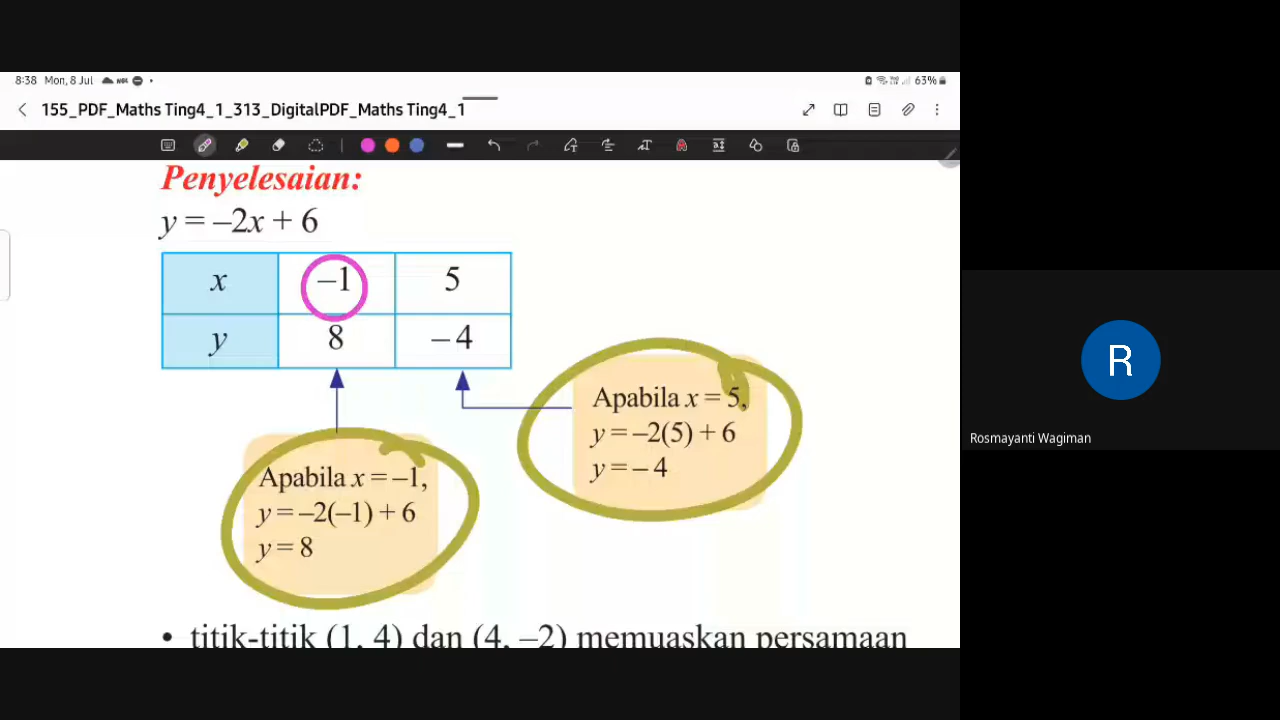 8:38 Mon, 8 Jul
63%
155_PDF_Maths Ting4_1_313_DigitalPDF_Maths Ting4_1
Penyelesaian:
y = –2x + 6
x –1 5
y 8 – 4
Apabila x = 5,
y = –2(5) + 6
y = – 4
Apabila x = –1,
y = –2(–1) + 6
y = 8
• titik-titik (1, 4) dan (4, –2) memuaskan persamaan
R
Rosmayanti Wagiman